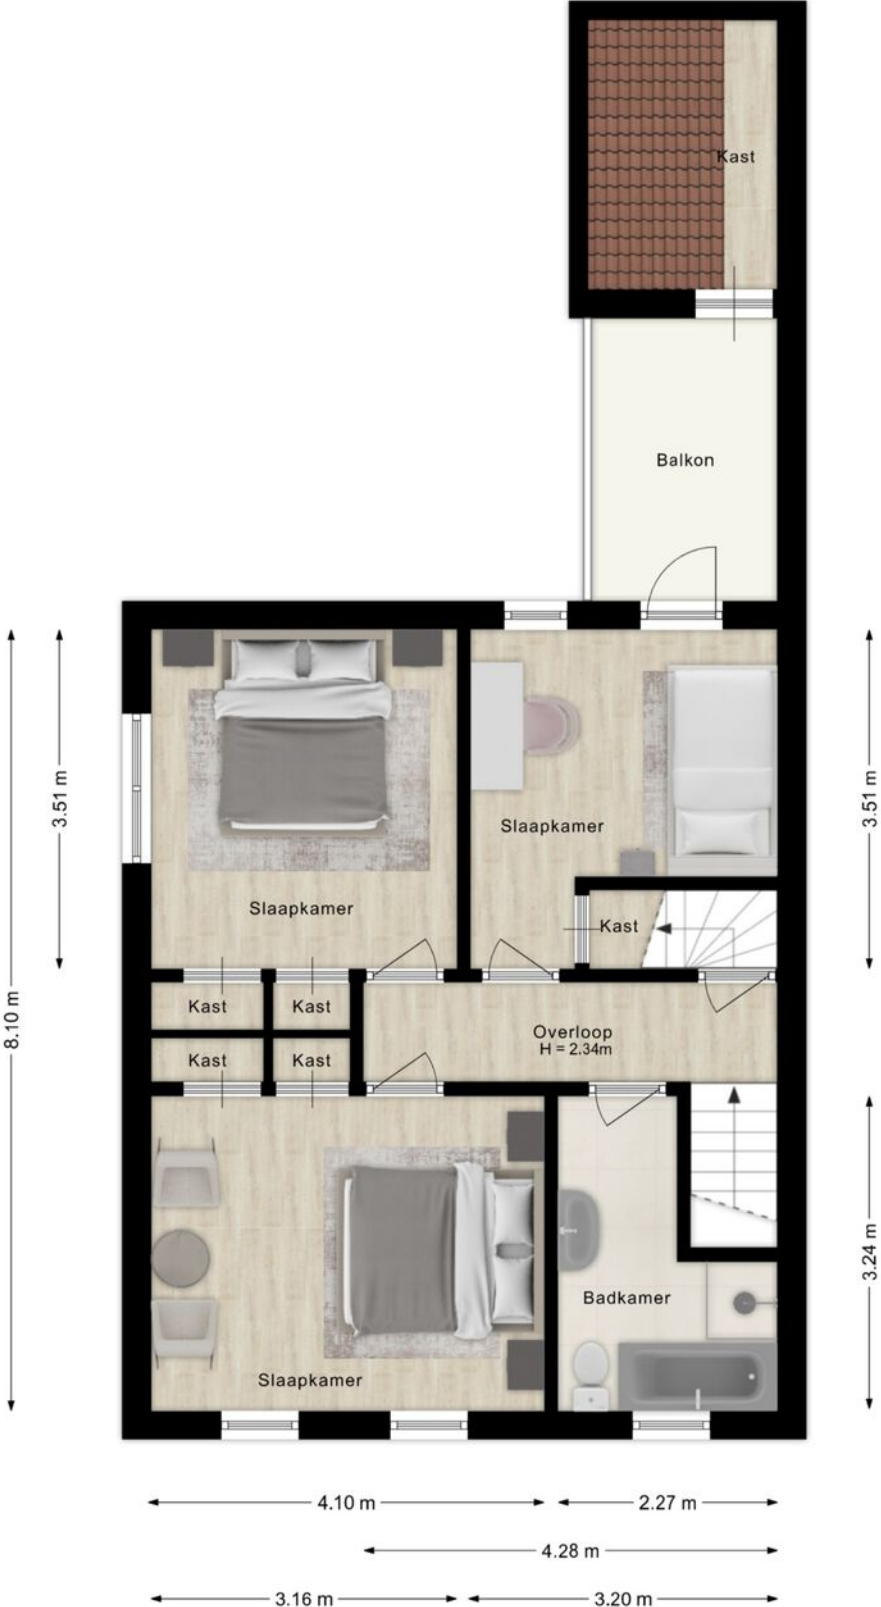 Kast
Balkon
3.51 m
3.51 m
8.10 m
Slaapkamer
Slaapkamer
Kast
Kast
Kast
Overloop
H = 2.34m
Kast
Kast
3.24 m
Badkamer
Slaapkamer
4.10 m
2.27 m
4.28 m
3.16 m
3.20 m